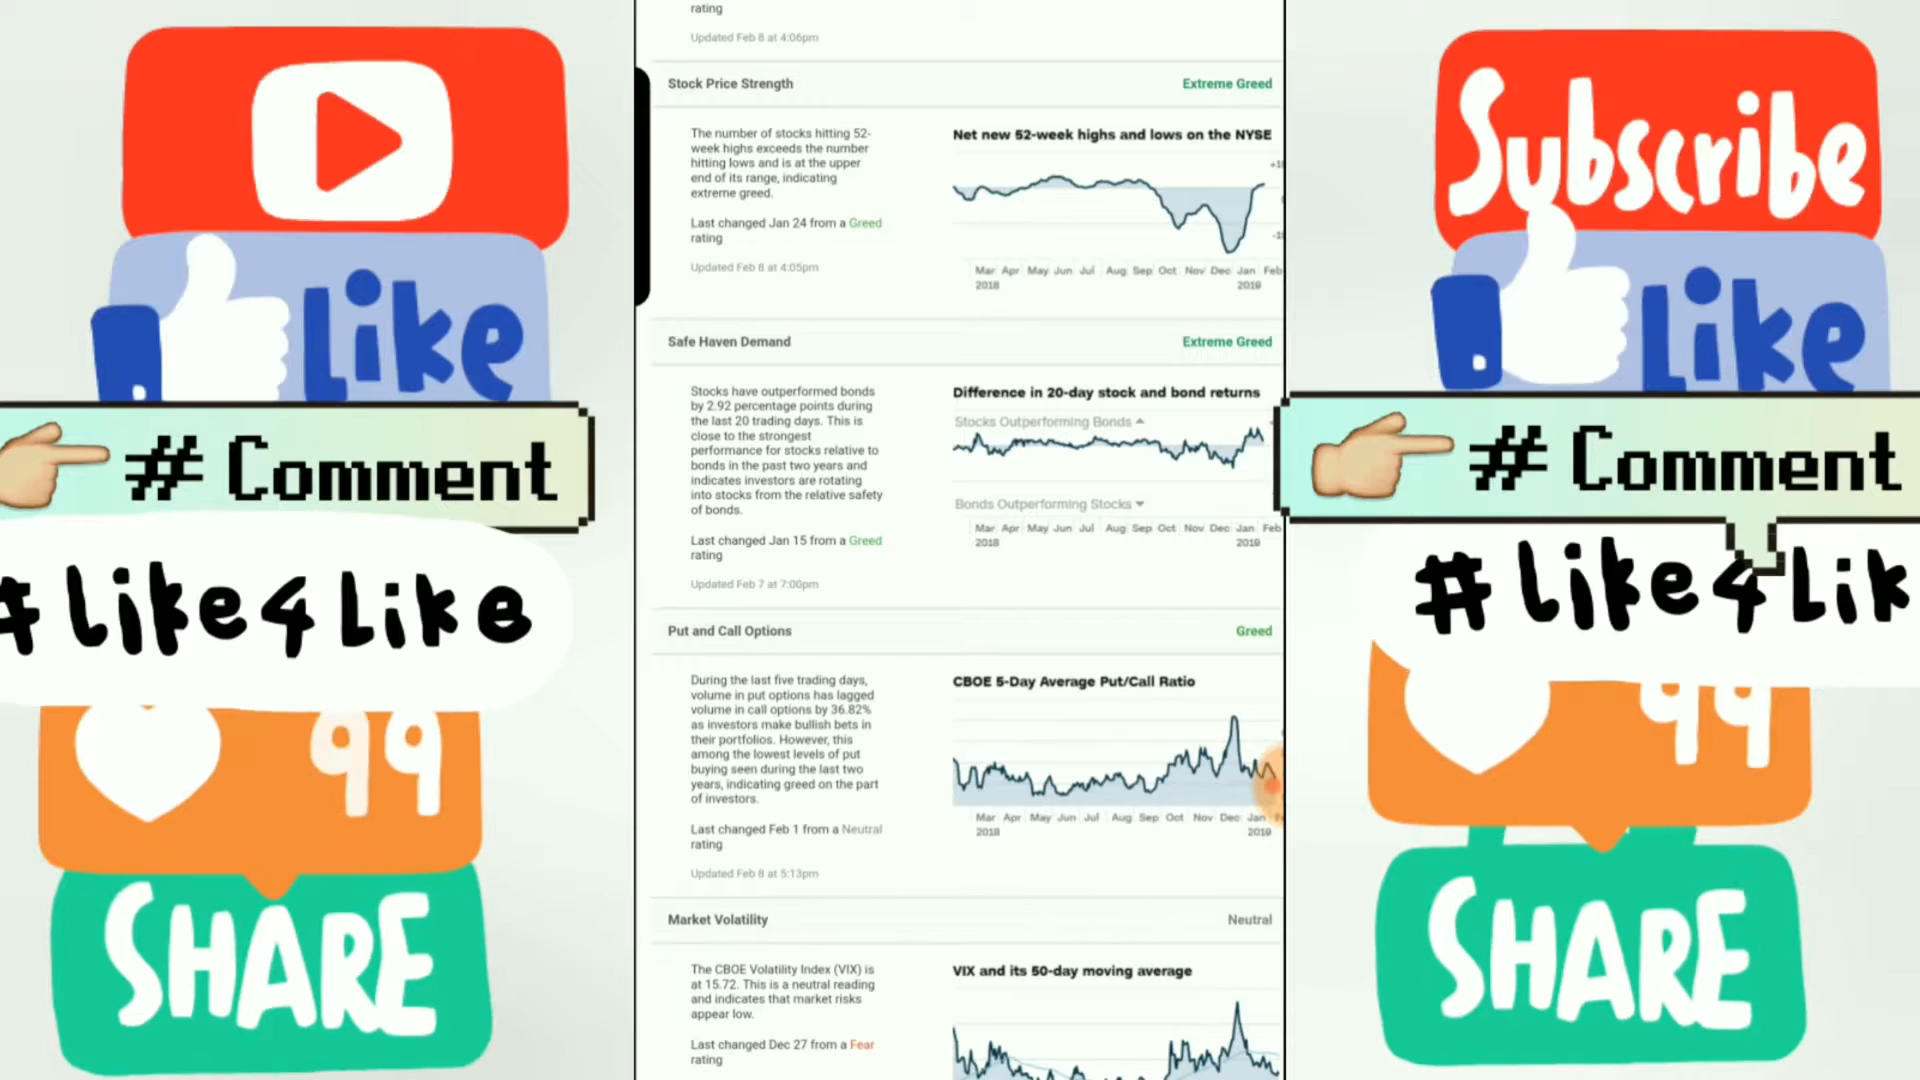 Like
# Comment
#like4like
99
SHARE
rating
Updated Feb 8 at 4:06pm
Stock Price Strength
Extreme Greed
The number of stocks hitting 52-
week highs exceeds the number
hitting lows and is at the upper
end of its range, indicating
extreme greed.
Last changed Jan 24 from a Greed
rating
Updated Feb 8 at 4:05pm
Net new 52-week highs and lows on the NYSE
Mar Apr May Jun Jul Aug Sep Oct Nov Dec Jan Feb
2018 2019
Safe Haven Demand
Extreme Greed
Stocks have outperformed bonds
by 2.92 percentage points during
the last 20 trading days. This is
close to the strongest
performance for stocks relative to
bonds in the past two years and
indicates investors are rotating
into stocks from the relative safety
of bonds.
Last changed Jan 15 from a Greed
rating
Updated Feb 7 at 7:00pm
Difference in 20-day stock and bond returns
Stocks Outperforming Bonds
Bonds Outperforming Stocks
Mar Apr May Jun Jul Aug Sep Oct Nov Dec Jan Feb
2018 2019
Put and Call Options
Greed
During the last five trading days,
volume in put options has lagged
volume in call options by 36.82%
as investors make bullish bets in
their portfolios. However, this
among the lowest levels of put
buying seen during the last two
years, indicating greed on the part
of investors.
Last changed Feb 1 from a Neutral
rating
Updated Feb 8 at 5:13pm
CBOE 5-Day Average Put/Call Ratio
Mar Apr May Jun Jul Aug Sep Oct Nov Dec Jan
2018 2019
Market Volatility
Neutral
The CBOE Volatility Index (VIX) is
at 15.72. This is a neutral reading
and indicates that market risks
appear low.
Last changed Dec 27 from a Fear
rating
VIX and its 50-day moving average
Subscribe
Like
# Comment
#like4lik
99
SHARE